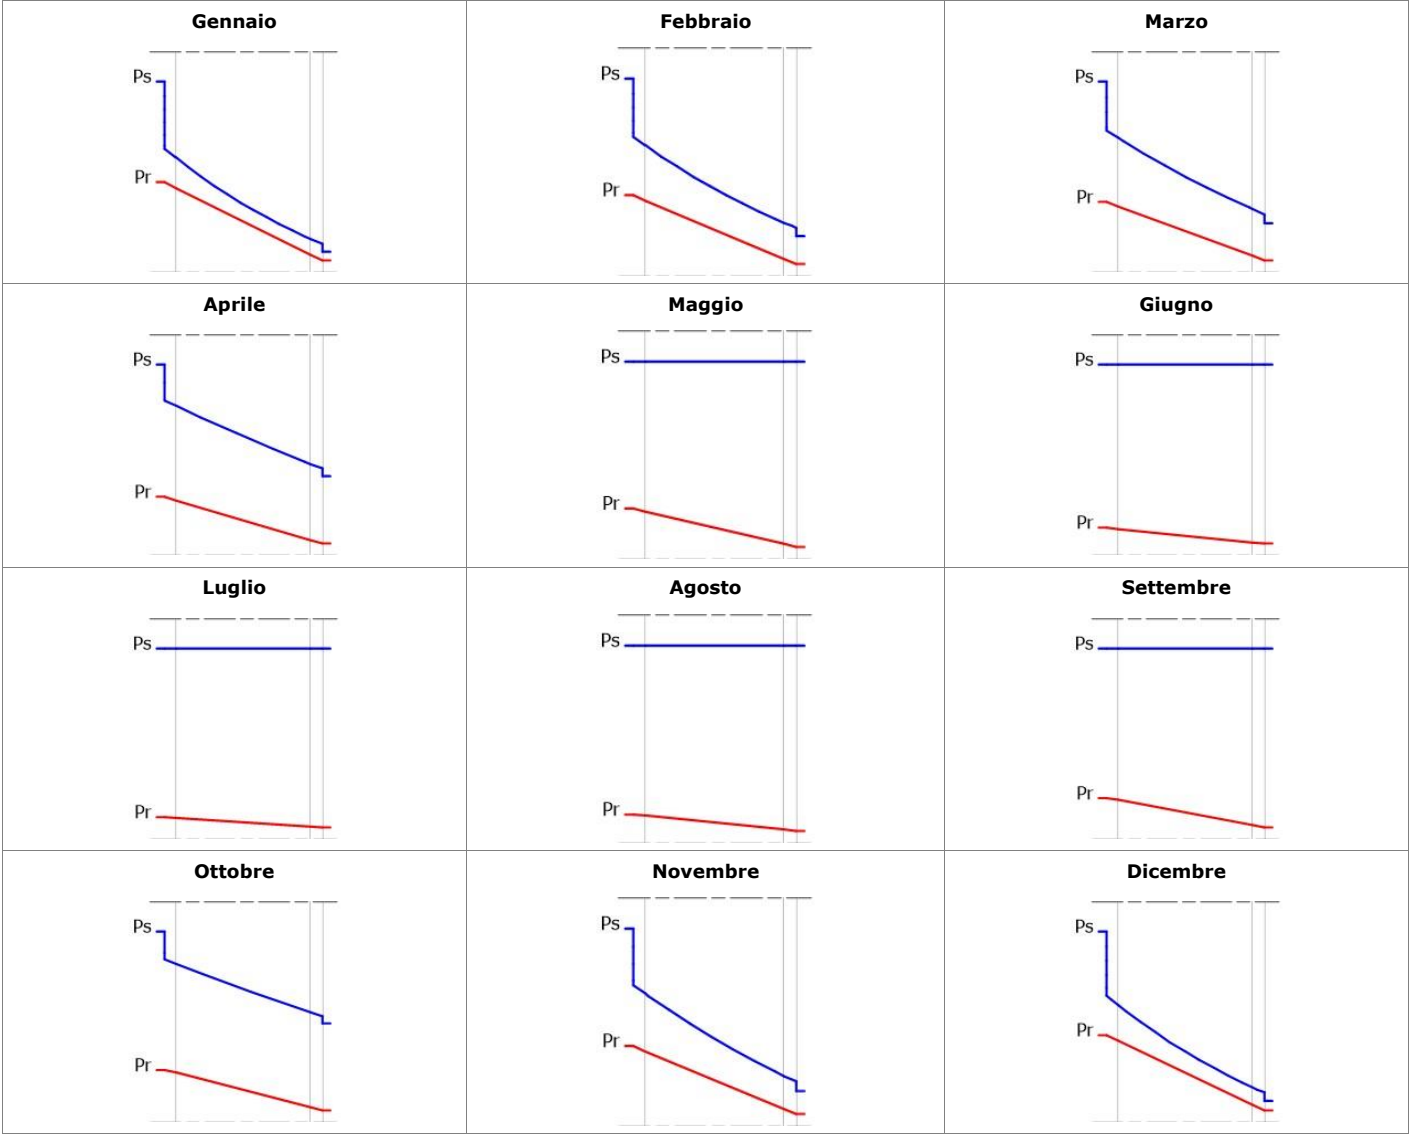 Gennaio
Febbraio
Marzo
Ps
Ps
Ps
Pr
Pr
Pr
Aprile
Maggio
Giugno
Ps
Ps
Ps
Pr
Pr
Pr
Luglio
Agosto
Settembre
Ps
Ps
Ps
Pr
Pr
Pr
Ottobre
Novembre
Dicembre
Ps
Ps
Ps
Pr
Pr
Pr